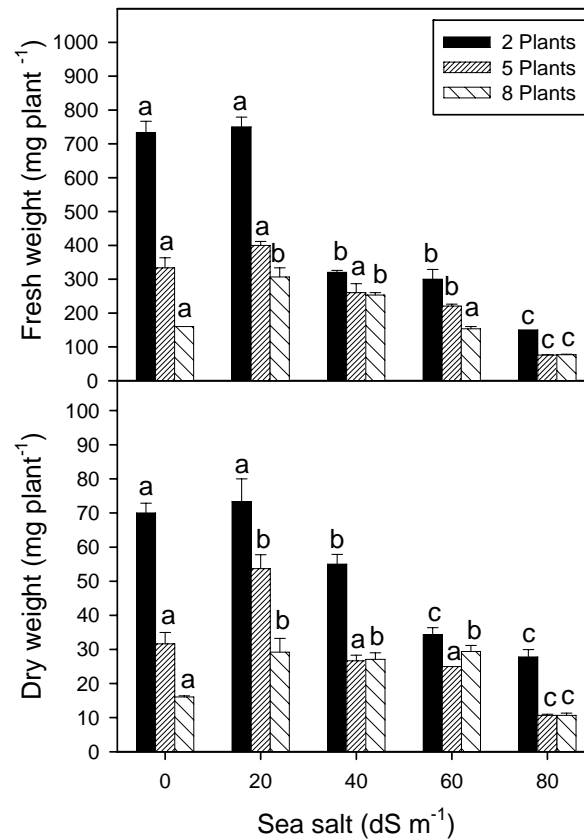 2 Plants
5 Plants
8 Plants
Fresh weight (mg plant ⁻¹)
1000
900
800
700
600
500
400
300
200
100
0
a
a
a
a
a
b
b
a
b
b
b
a
c
c
c
Dry weight (mg plant⁻¹)
100
90
80
70
60
50
40
30
20
10
0
a
a
a
a
b
b
b
a
b
c
a
b
c
c
c
0 20 40 60 80
Sea salt (dS m⁻¹)